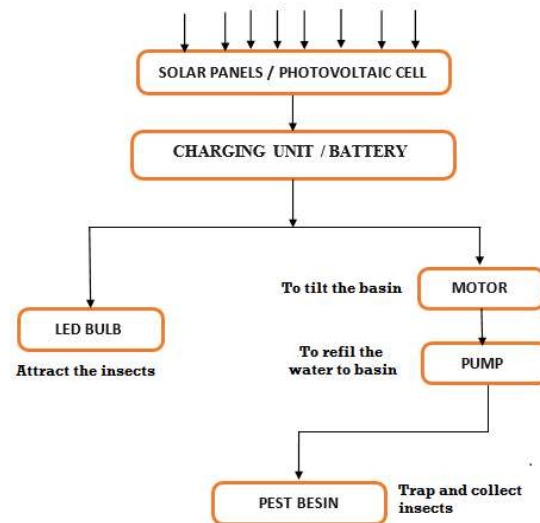 SOLAR PANELS / PHOTOVOLTAIC CELL
CHARGING UNIT / BATTERY
To tilt the basin
MOTOR
LED BULB
Attract the insects
To refil the
water to basin
PUMP
PEST BESIN
Trap and collect
insects